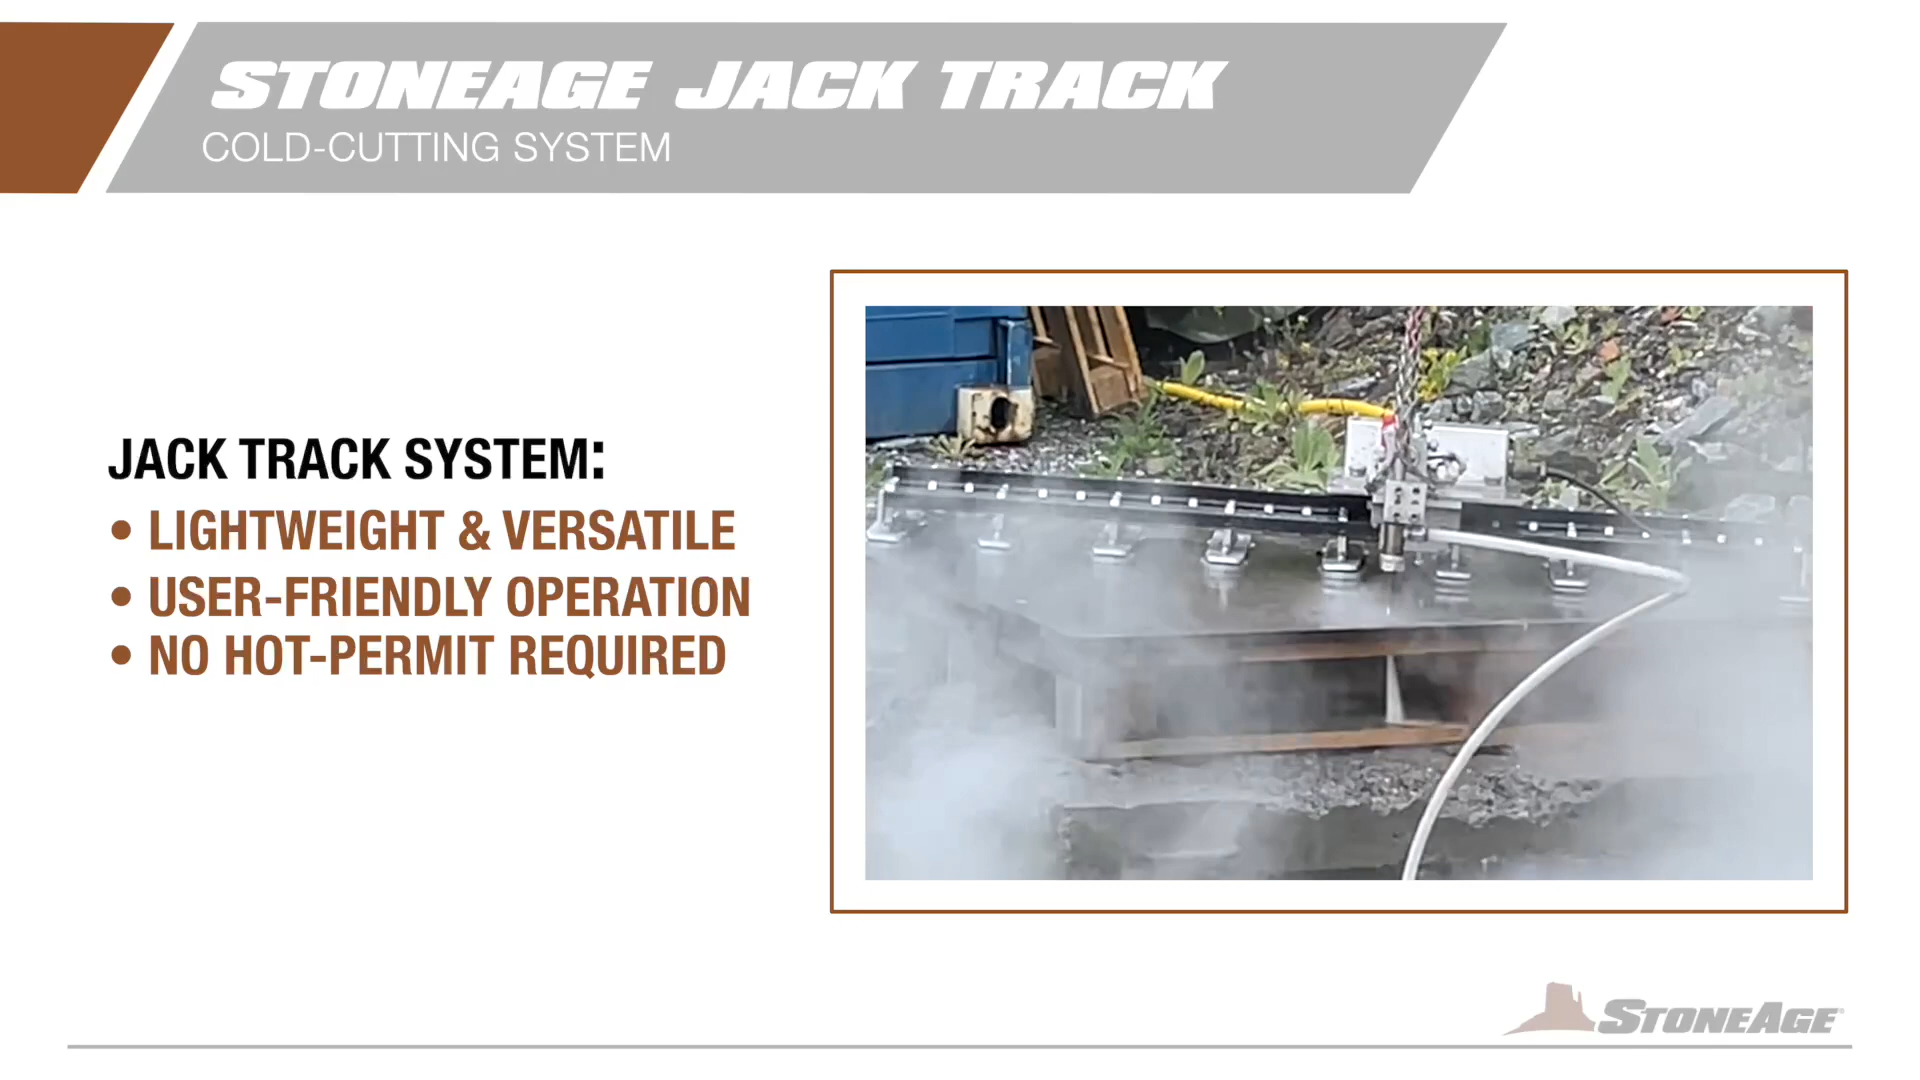 STONEAGE JACK TRACK
COLD-CUTTING SYSTEM
JACK TRACK SYSTEM:
• LIGHTWEIGHT & VERSATILE
• USER-FRIENDLY OPERATION
• NO HOT-PERMIT REQUIRED
STONEAGE®